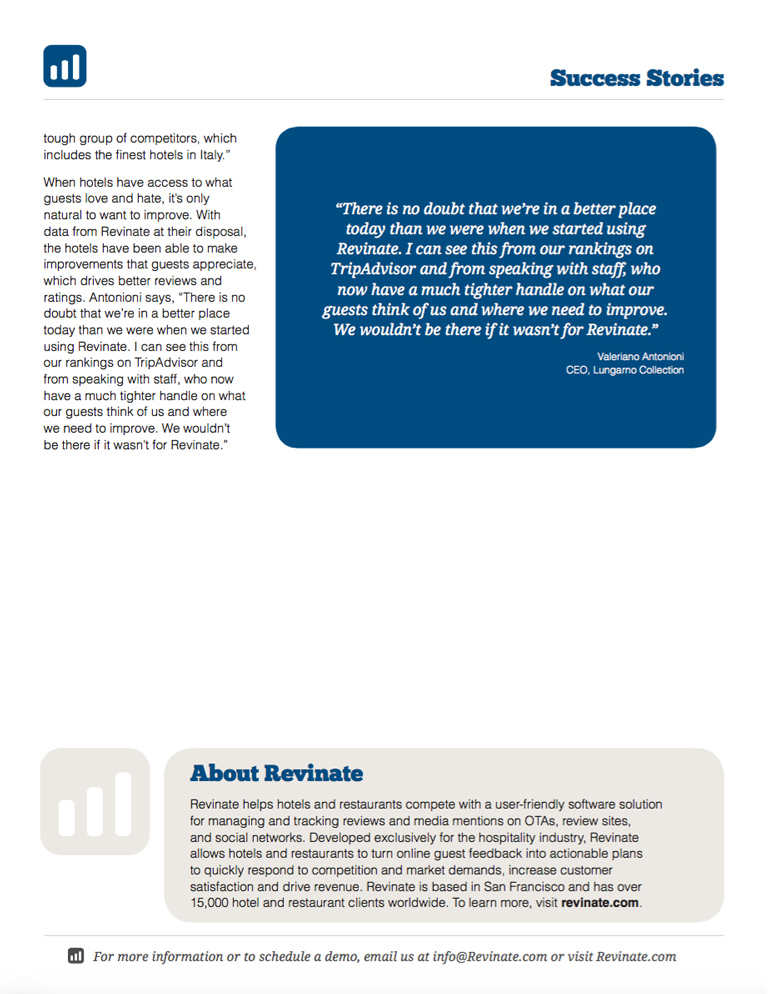 Success Stories
tough group of competitors, which
includes the finest hotels in Italy.”
When hotels have access to what
guests love and hate, it’s only
natural to want to improve. With
data from Revinate at their disposal,
the hotels have been able to make
improvements that guests appreciate,
which drives better reviews and
ratings. Antonioni says, “There is no
doubt that we’re in a better place
today than we were when we started
using Revinate. I can see this from
our rankings on TripAdvisor and
from speaking with staff, who now
have a much tighter handle on what
our guests think of us and where
we need to improve. We wouldn’t
be there if it wasn’t for Revinate.”
“There is no doubt that we’re in a better place
today than we were when we started using
Revinate. I can see this from our rankings on
TripAdvisor and from speaking with staff, who
now have a much tighter handle on what our
guests think of us and where we need to improve.
We wouldn’t be there if it wasn’t for Revinate.”
Valeriano Antonioni
CEO, Lungarno Collection
About Revinate
Revinate helps hotels and restaurants compete with a user-friendly software solution
for managing and tracking reviews and media mentions on OTAs, review sites,
and social networks. Developed exclusively for the hospitality industry, Revinate
allows hotels and restaurants to turn online guest feedback into actionable plans
to quickly respond to competition and market demands, increase customer
satisfaction and drive revenue. Revinate is based in San Francisco and has over
15,000 hotel and restaurant clients worldwide. To learn more, visit revinate.com.
For more information or to schedule a demo, email us at info@Revinate.com or visit Revinate.com